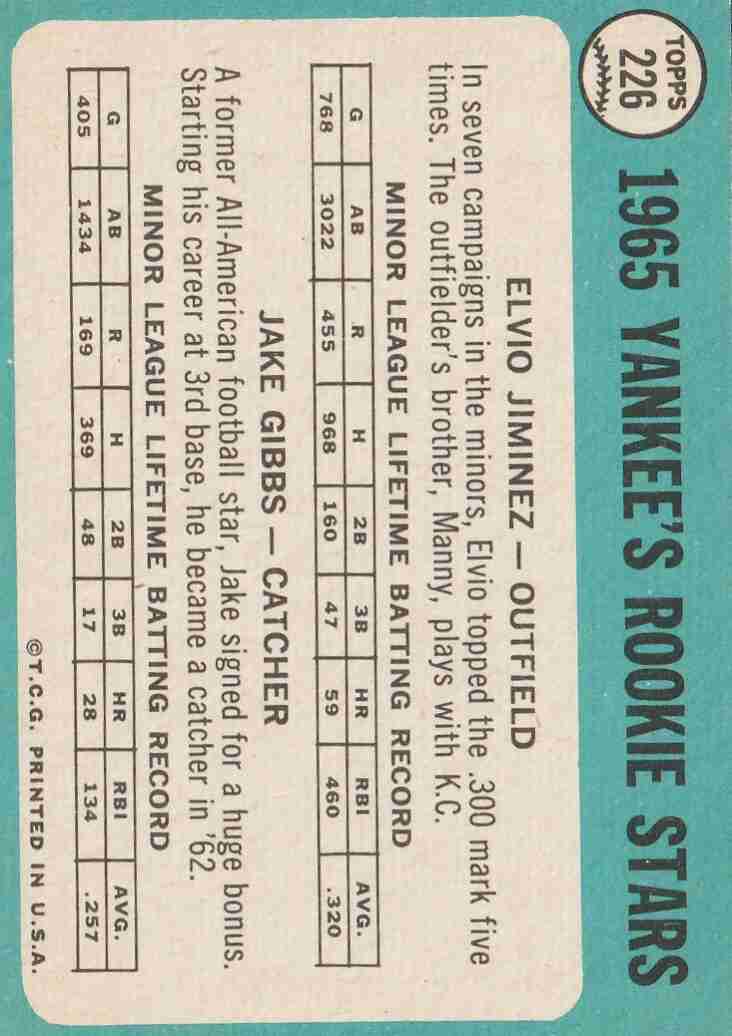 TOPPS
226
1965 YANKEE'S ROOKIE STARS
ELVIO JIMINEZ — OUTFIELD
In seven campaigns in the minors, Elvio topped the .300 mark five
times. The outfielder's brother, Manny, plays with K.C.
MINOR LEAGUE LIFETIME BATTING RECORD
G AB R H 2B 3B HR RBI AVG.
768 3022 455 968 160 47 59 460 .320
JAKE GIBBS — CATCHER
A former All-American football star, Jake signed for a huge bonus.
Starting his career at 3rd base, he became a catcher in '62.
MINOR LEAGUE LIFETIME BATTING RECORD
G AB R H 2B 3B HR RBI AVG.
405 1434 169 369 48 17 28 134 .257
©T.C.G. PRINTED IN U.S.A.